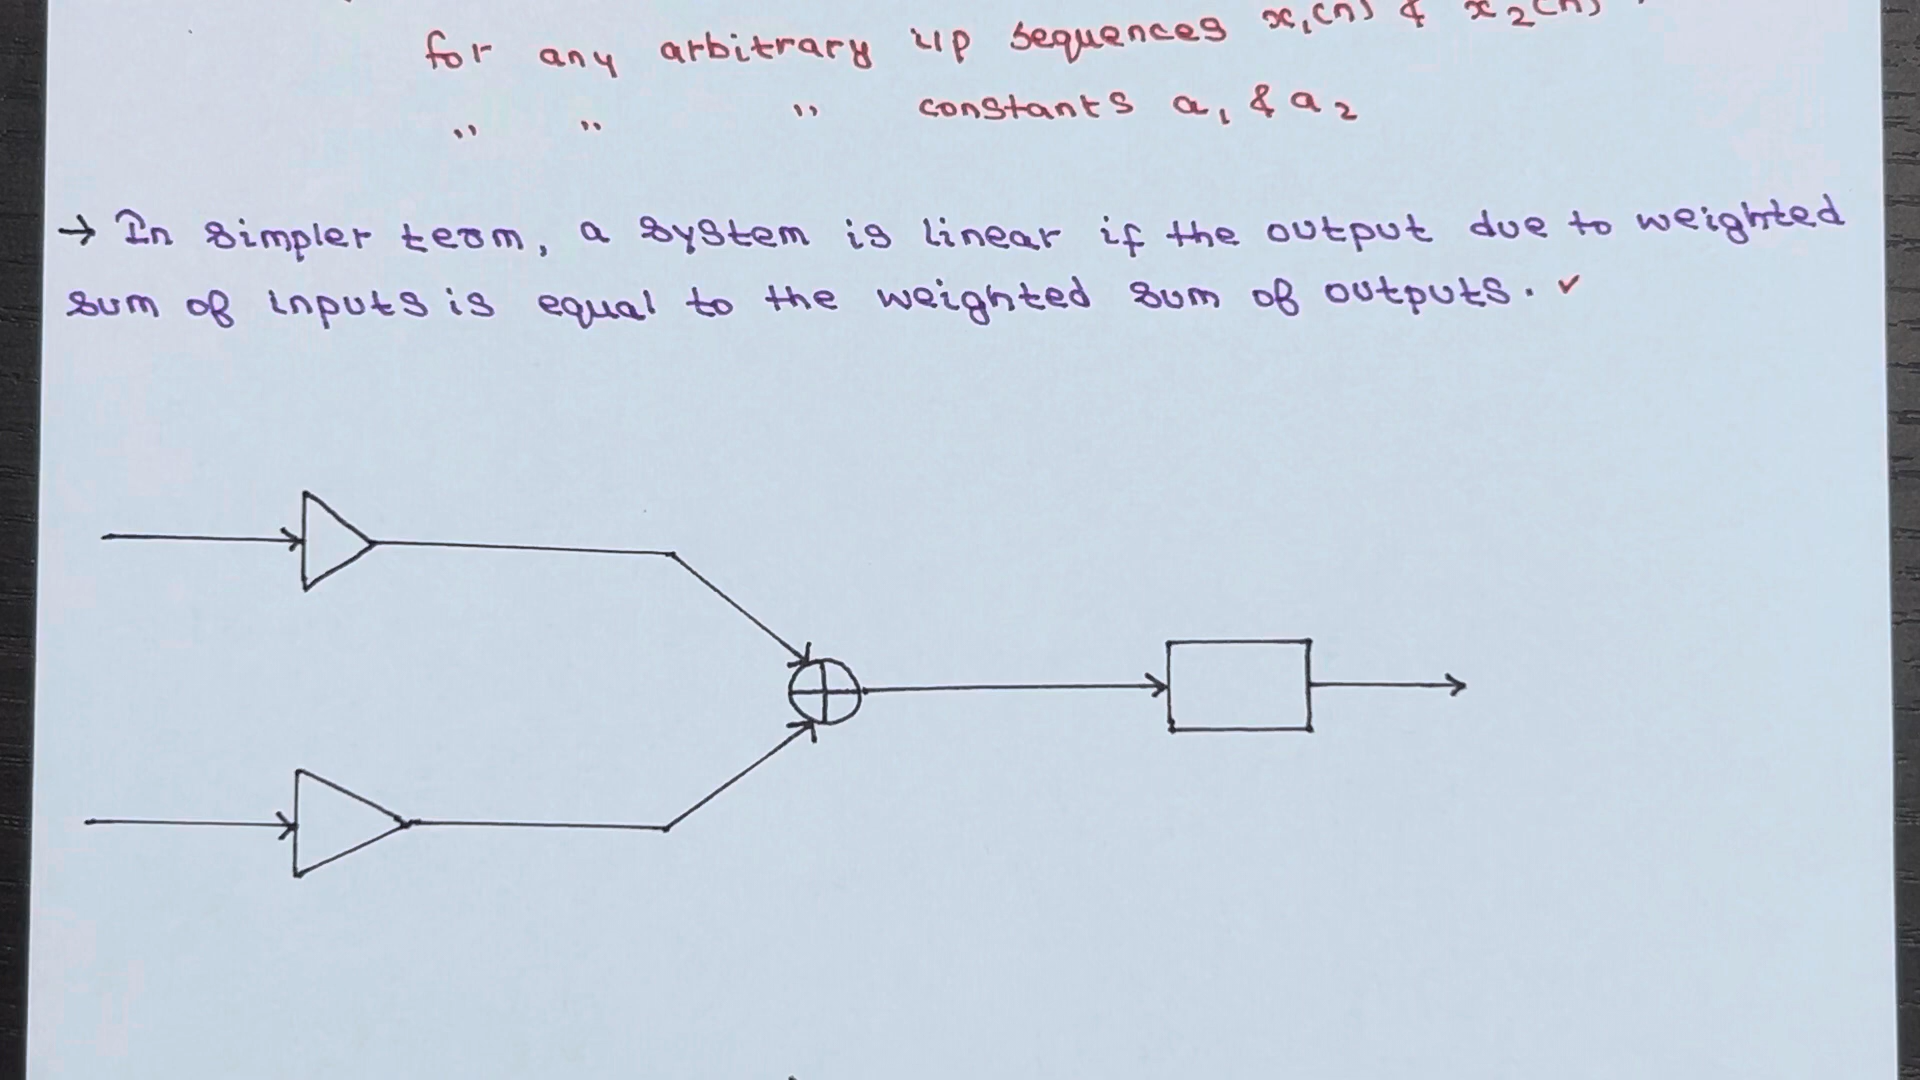 for any arbitrary i/p sequences x₁(n) & x₂(n)
" " " constants a₁ & a₂
→ In simpler term, a system is linear if the output due to weighted
sum of inputs is equal to the weighted sum of outputs. ✓